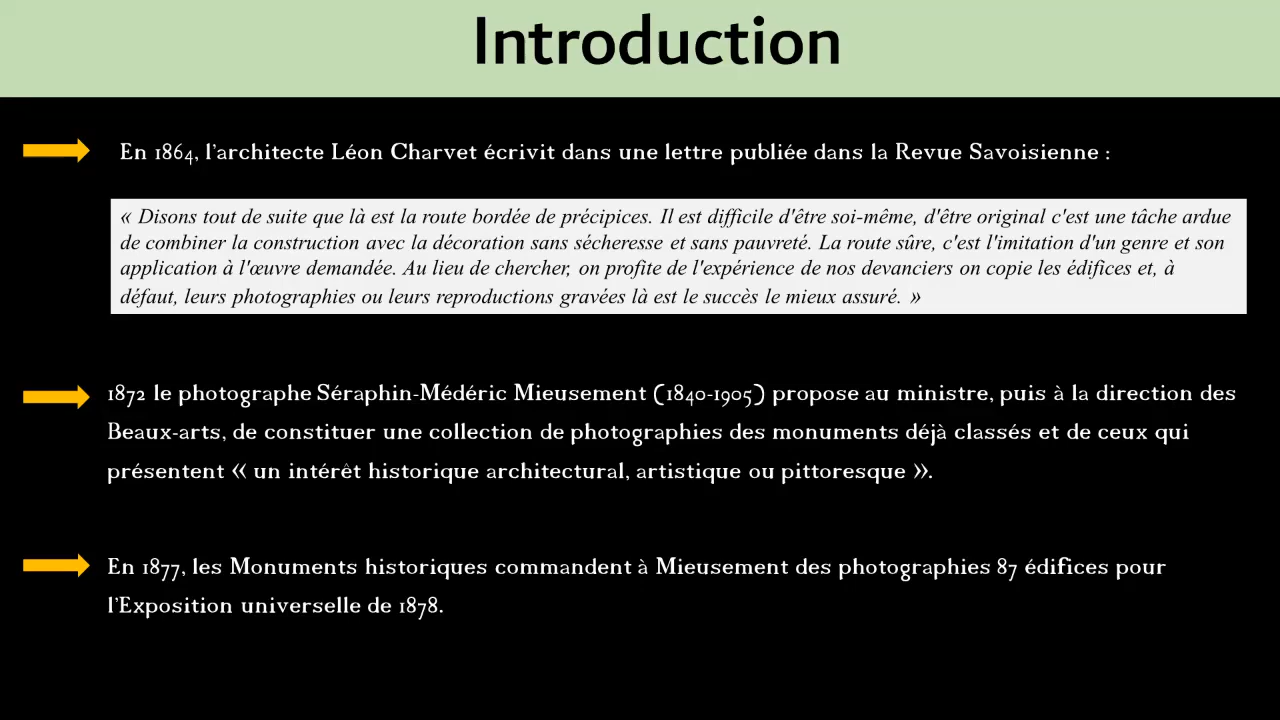 Introduction
En 1864, l'architecte Léon Charvet écrivit dans une lettre publiée dans la Revue Savoisienne :
« Disons tout de suite que là est la route bordée de précipices. Il est difficile d'être soi-même, d'être original c'est une tâche ardue
de combiner la construction avec la décoration sans sécheresse et sans pauvreté. La route sûre, c'est l'imitation d'un genre et son
application à l'œuvre demandée. Au lieu de chercher, on profite de l'expérience de nos devanciers on copie les édifices et, à
défaut, leurs photographies ou leurs reproductions gravées là est le succès le mieux assuré. »
1872 le photographe Séraphin-Médéric Mieusement (1840-1905) propose au ministre, puis à la direction des
Beaux-arts, de constituer une collection de photographies des monuments déjà classés et de ceux qui
présentent « un intérêt historique architectural, artistique ou pittoresque ».
En 1877, les Monuments historiques commandent à Mieusement des photographies 87 édifices pour
l'Exposition universelle de 1878.